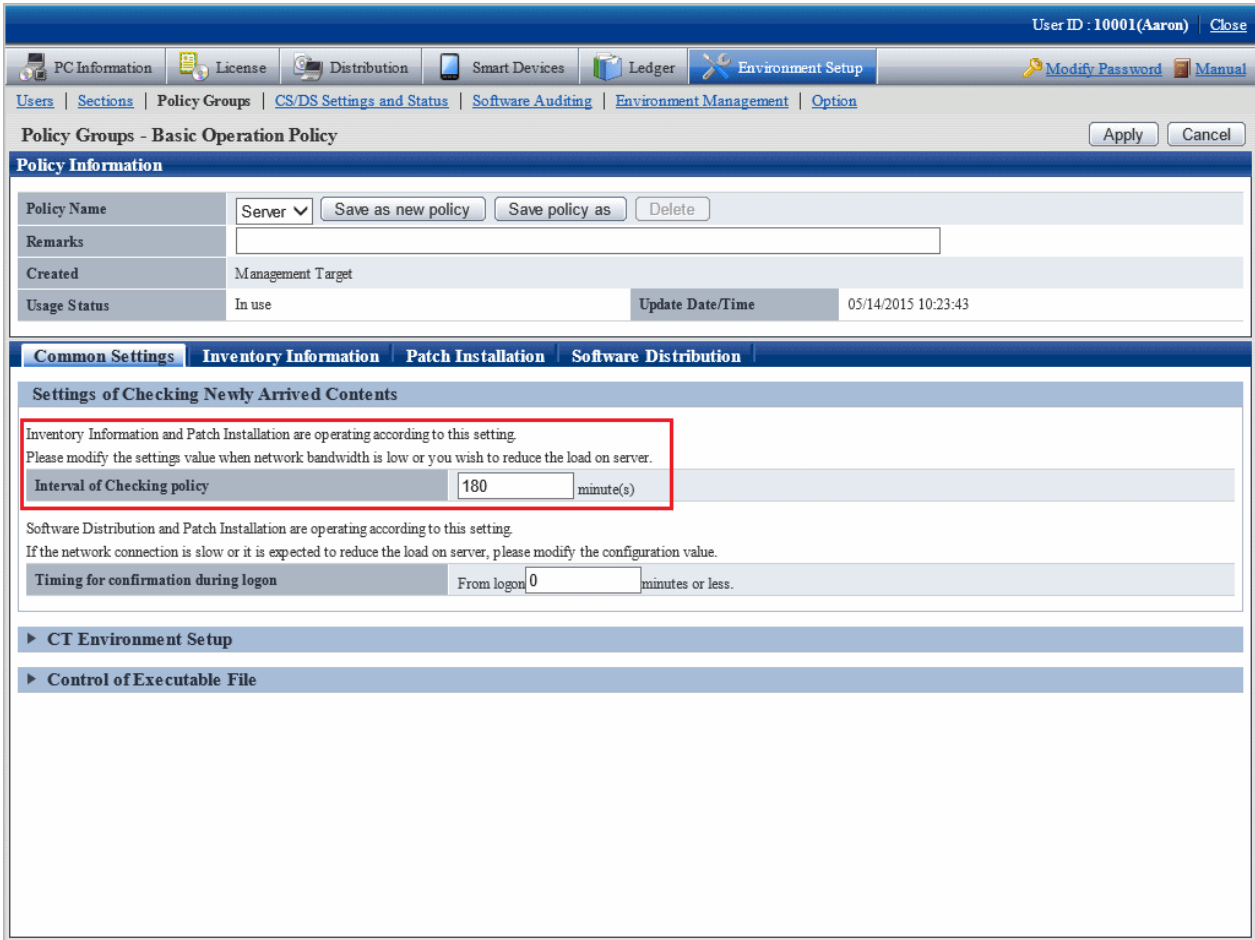 User ID : 10001(Aaron) Close
PC Information License Distribution Smart Devices Ledger Environment Setup Modify Password Manual
Users | Sections | Policy Groups | CS/DS Settings and Status | Software Auditing | Environment Management | Option
Policy Groups - Basic Operation Policy Apply Cancel
Policy Information
Policy Name Server Save as new policy Save policy as Delete
Remarks
Created Management Target
Usage Status In use Update Date/Time 05/14/2015 10:23:43
Common Settings Inventory Information Patch Installation Software Distribution
Settings of Checking Newly Arrived Contents
Inventory Information and Patch Installation are operating according to this setting.
Please modify the settings value when network bandwidth is low or you wish to reduce the load on server.
Interval of Checking policy 180 minute(s)
Software Distribution and Patch Installation are operating according to this setting.
If the network connection is slow or it is expected to reduce the load on server, please modify the configuration value.
Timing for confirmation during logon From logon 0 minutes or less.
CT Environment Setup
Control of Executable File